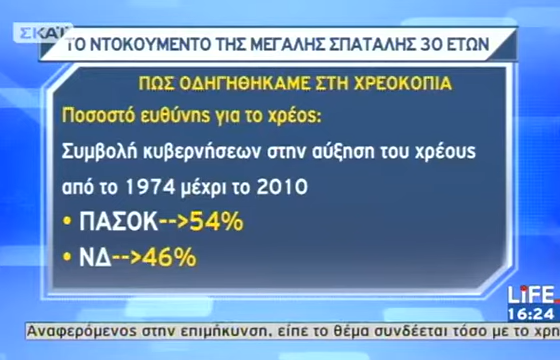 ΣΚΑΪ
ΤΟ ΝΤΟΚΟΥΜΕΝΤΟ ΤΗΣ ΜΕΓΑΛΗΣ ΣΠΑΤΑΛΗΣ 30 ΕΤΩΝ
ΠΩΣ ΟΔΗΓΗΘΗΚΑΜΕ ΣΤΗ ΧΡΕΟΚΟΠΙΑ
Ποσοστό ευθύνης για το χρέος:
Συμβολή κυβερνήσεων στην αύξηση του χρέους
από το 1974 μέχρι το 2010
• ΠΑΣΟΚ-->54%
• ΝΔ-->46%
LiFE
16:24
Αναφερόμενος στην επιμήκυνση, είπε το θέμα συνδέεται τόσο με το χρη